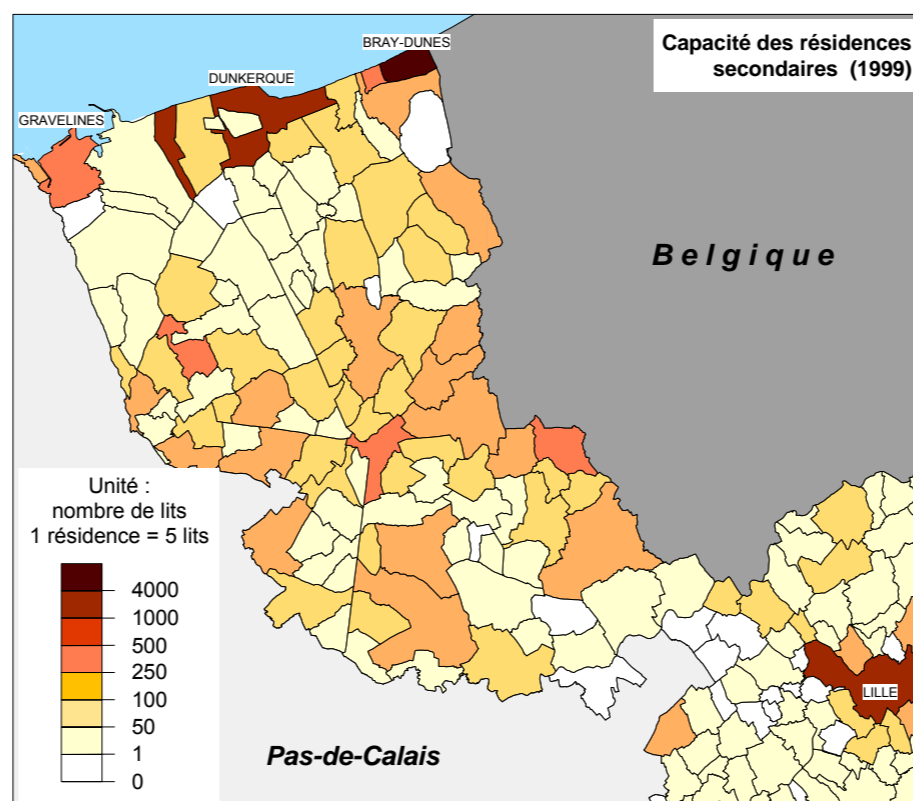 BRAY-DUNES
Capacité des résidences
secondaires (1999)
DUNKERQUE
GRAVELINES
Belgique
Unité :
nombre de lits
1 résidence = 5 lits
4000
1000
500
250
100
50
1
0
LILLE
Pas-de-Calais